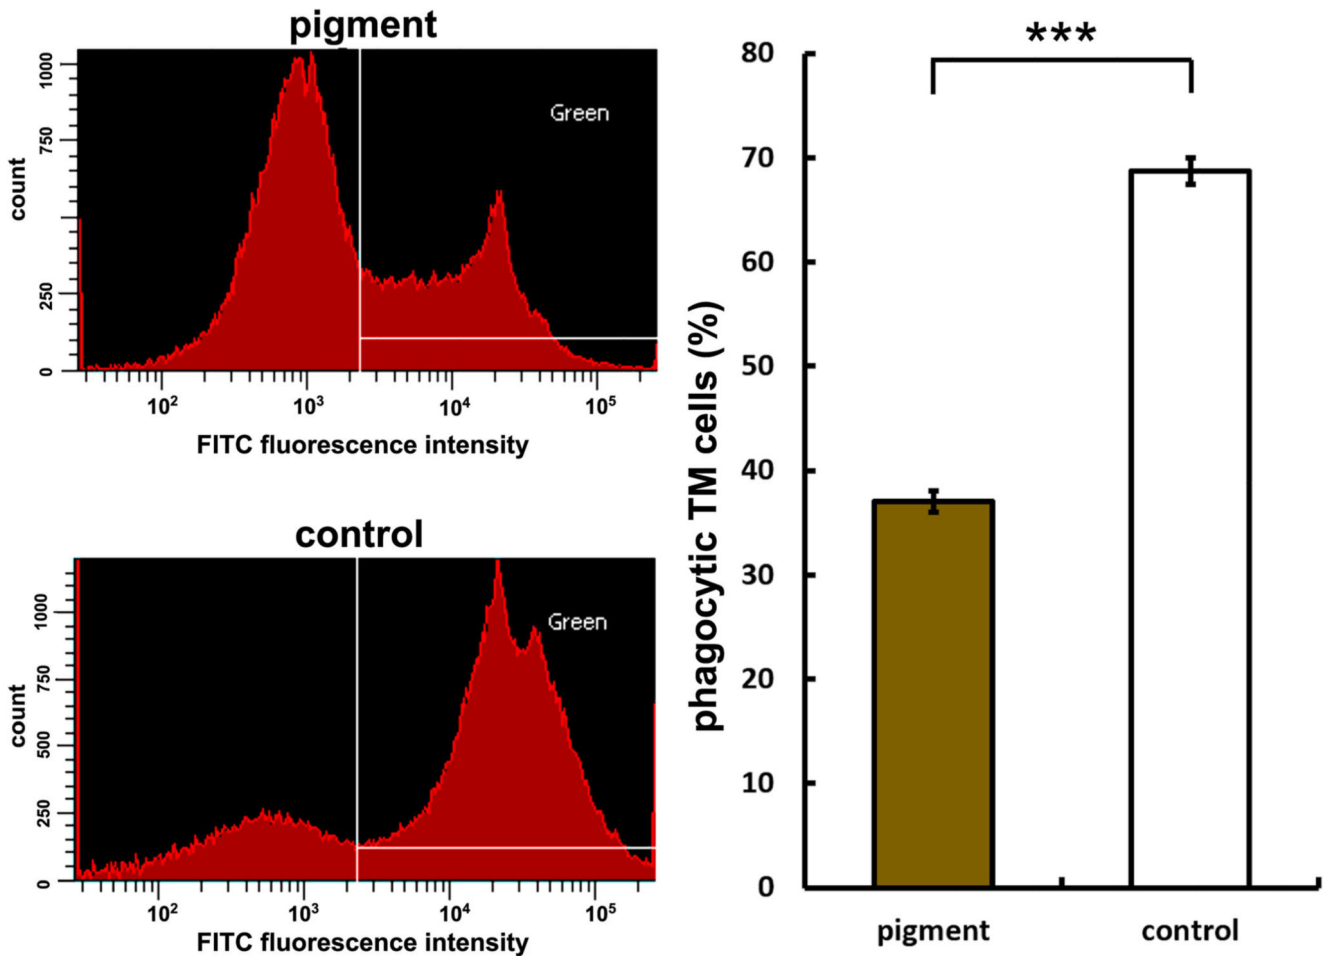 pigment
count
1000
750
250
0
Green
10²
10³
10⁴
10⁵
FITC fluorescence intensity
control
count
1000
750
500
250
0
Green
10²
10³
10⁴
10⁵
FITC fluorescence intensity
phagocytic TM cells (%)
80
70
60
50
40
30
20
10
0
***
pigment
control